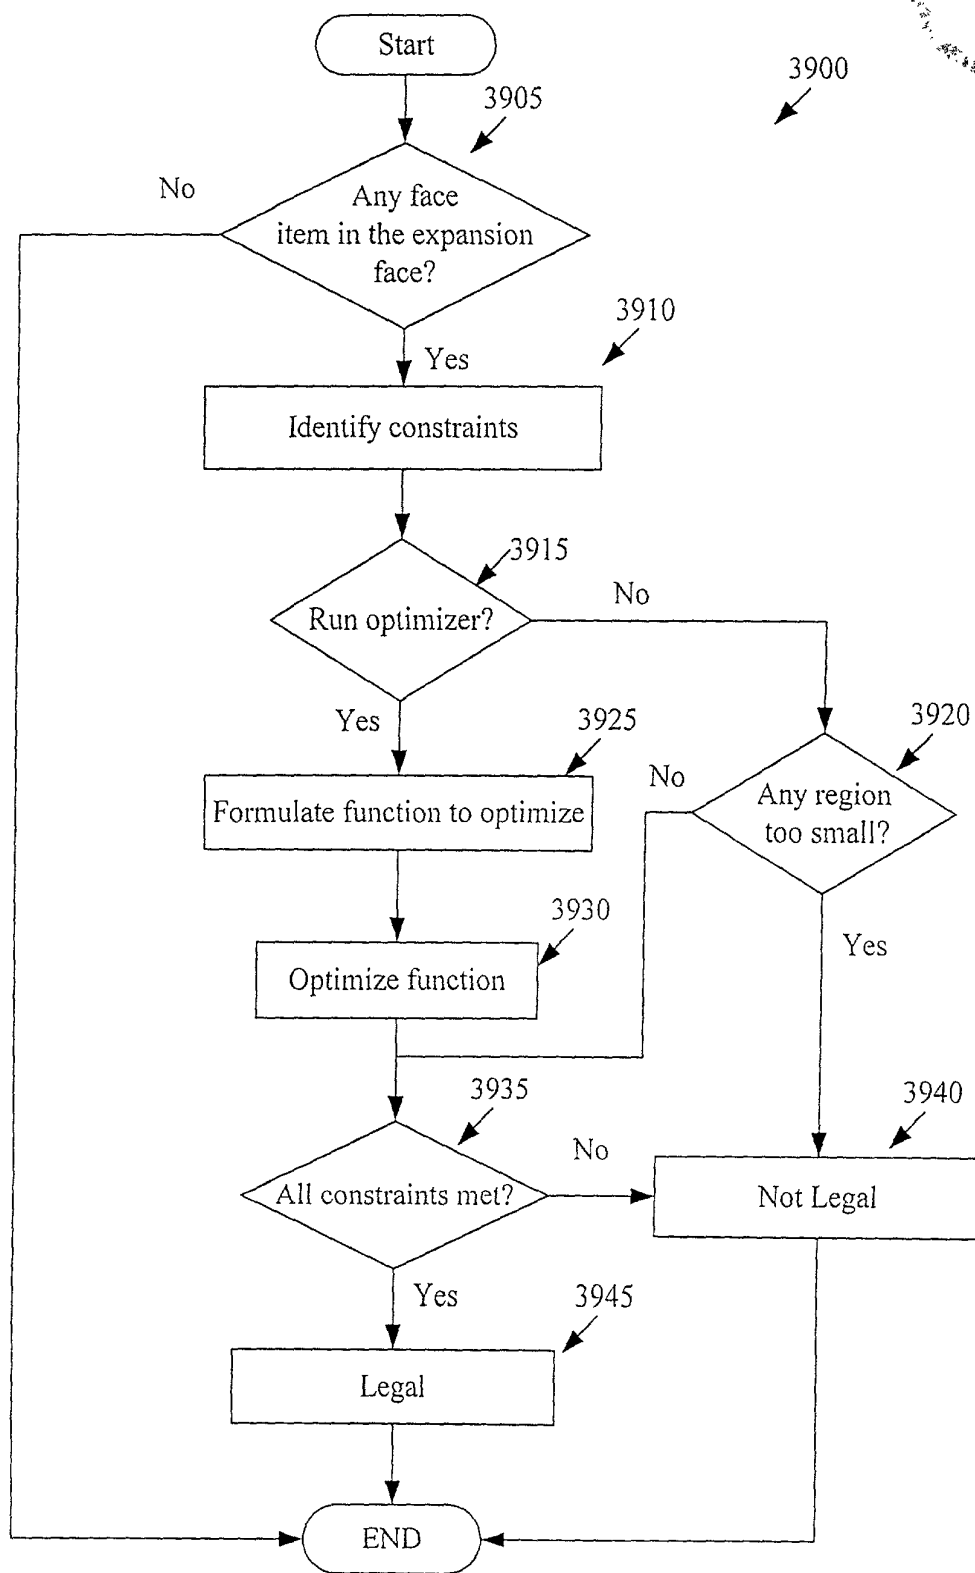 Start
3900
3905
No
Any face
item in the expansion
face?
3910
Yes
Identify constraints
3915
No
Run optimizer?
Yes
3925
3920
No
Any region
too small?
Formulate function to optimize
3930
Yes
Optimize function
3935
3940
No
All constraints met?
Not Legal
Yes
3945
Legal
END